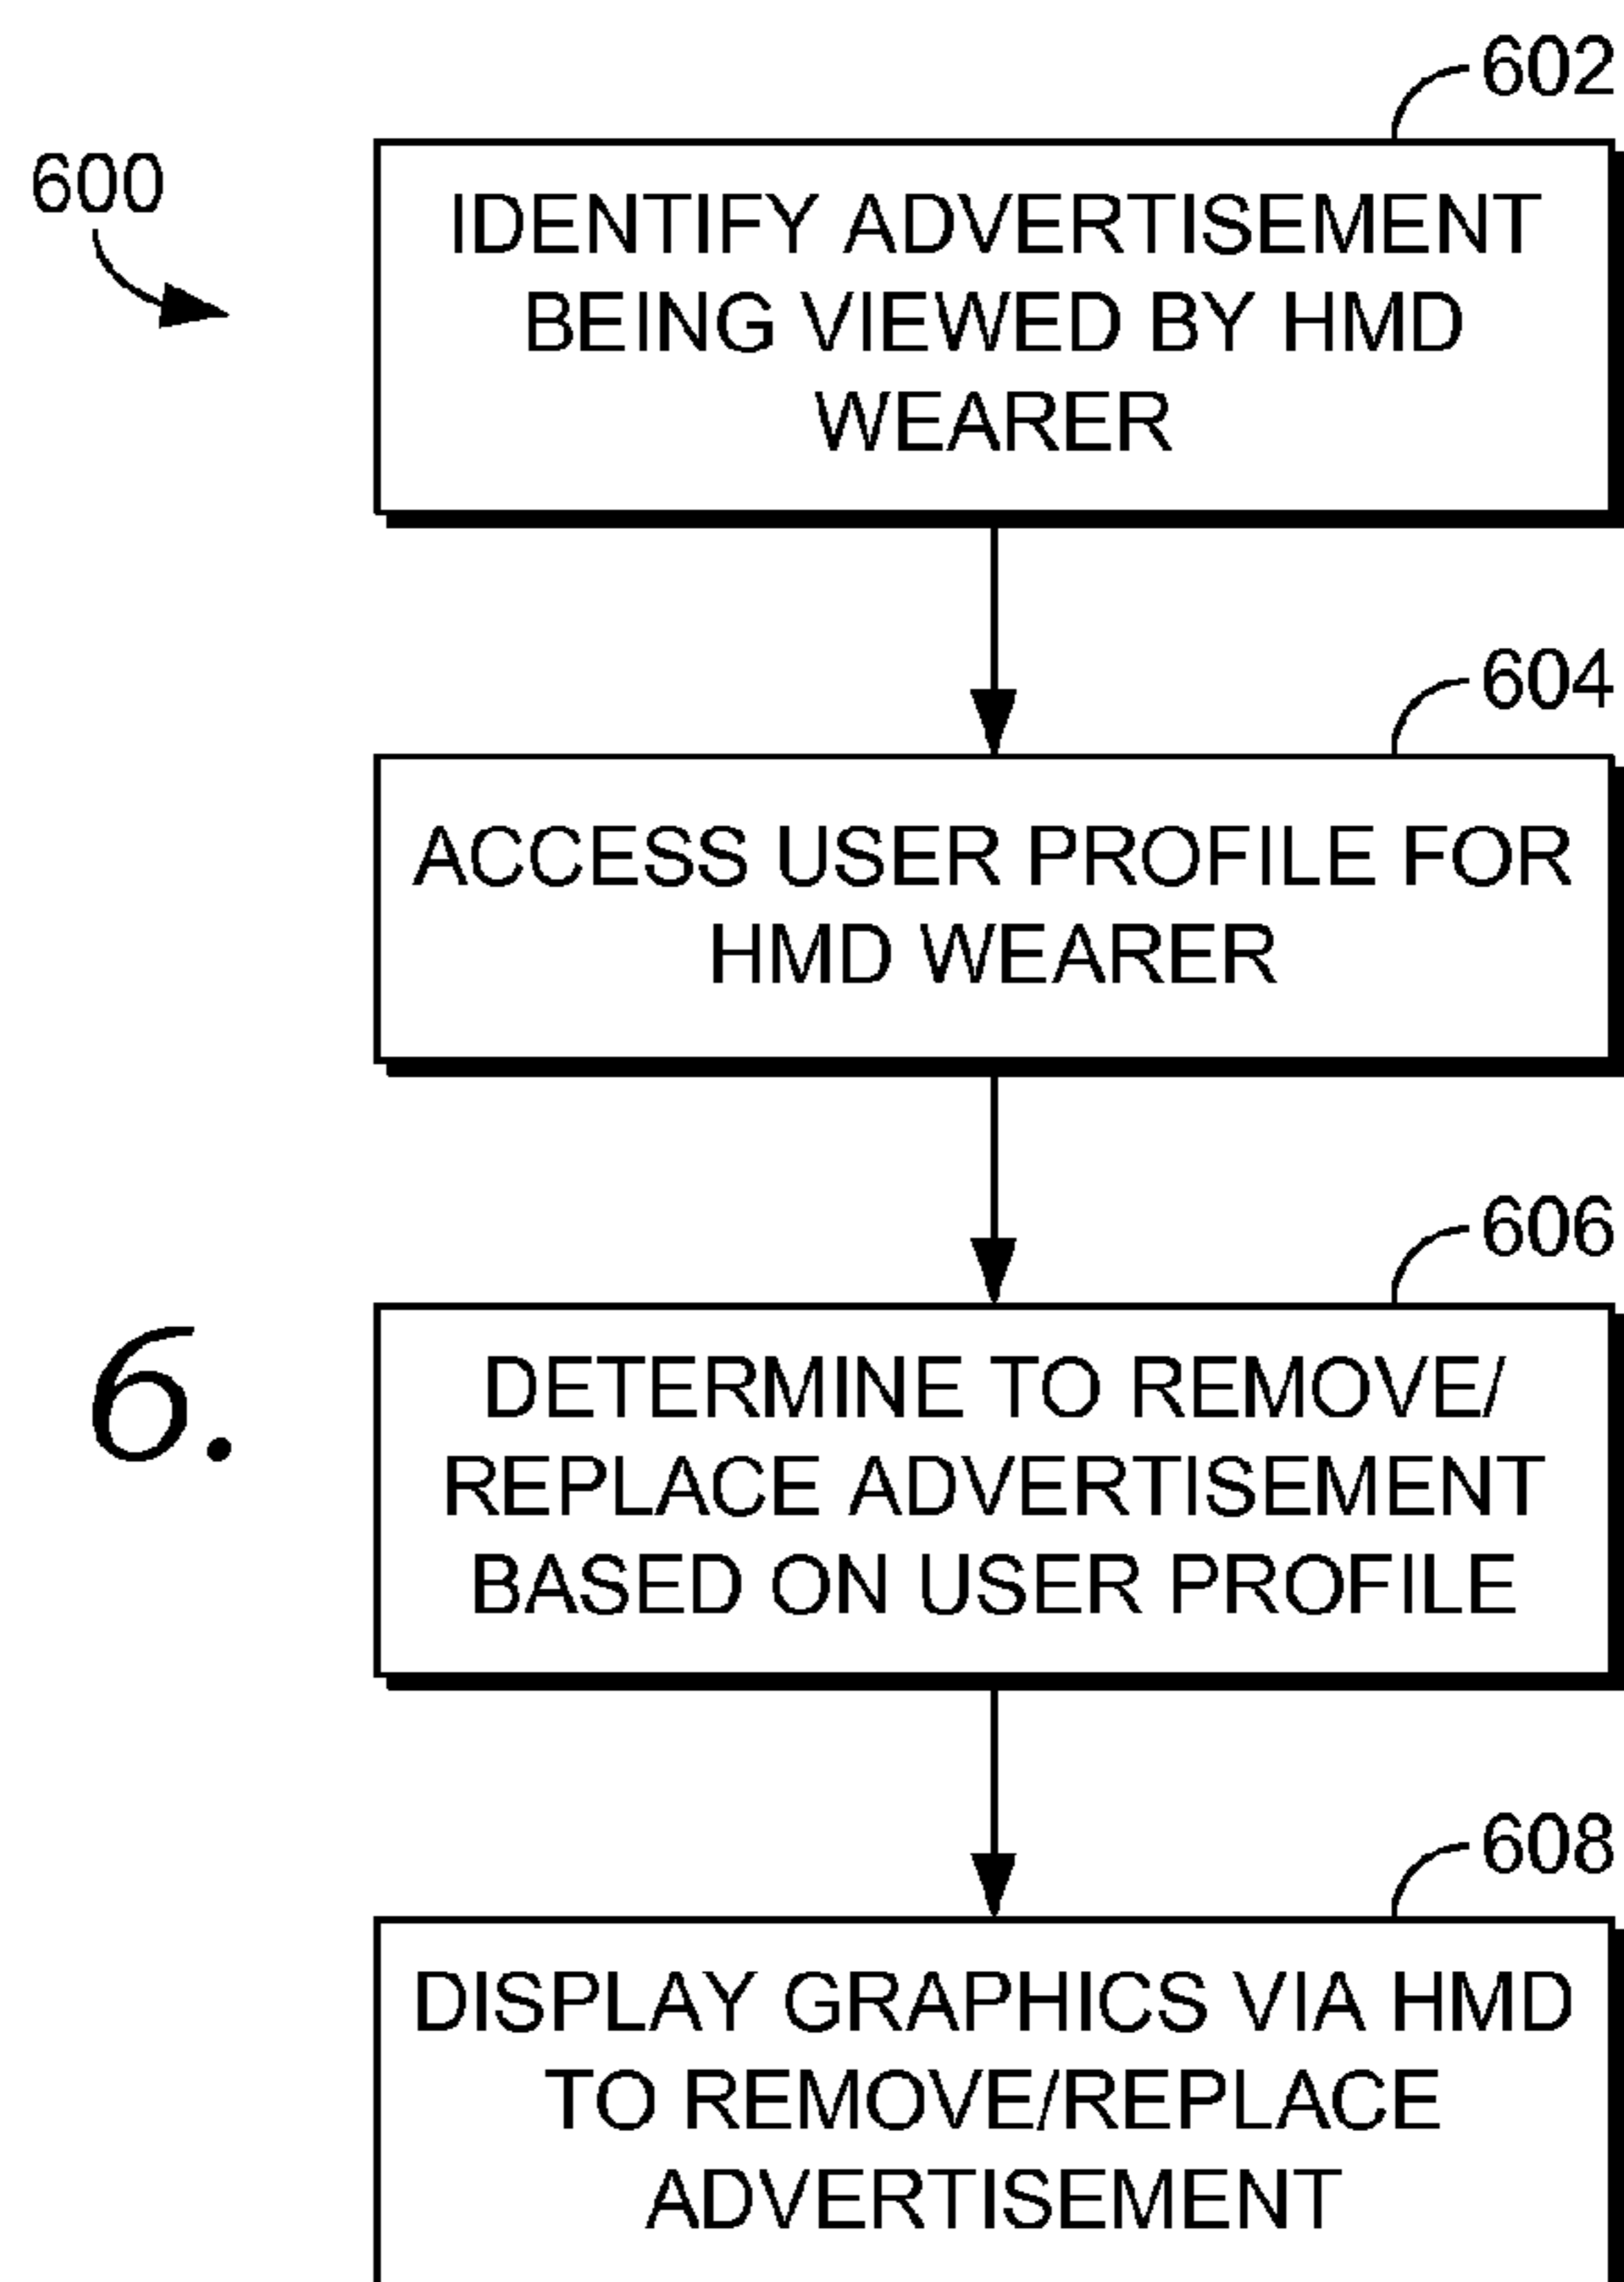 602
600
IDENTIFY ADVERTISEMENT
BEING VIEWED BY HMD
WEARER
604
ACCESS USER PROFILE FOR
HMD WEARER
606
6.
DETERMINE TO REMOVE/
REPLACE ADVERTISEMENT
BASED ON USER PROFILE
608
DISPLAY GRAPHICS VIA HMD
TO REMOVE/REPLACE
ADVERTISEMENT